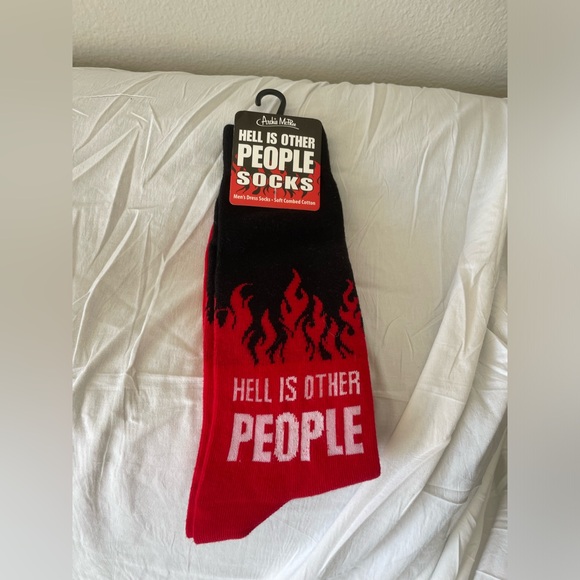 Archie McPhee
HELL IS OTHER
PEOPLE
SOCKS
Men's Dress Socks • Soft Combed Cotton
HELL IS OTHER
PEOPLE